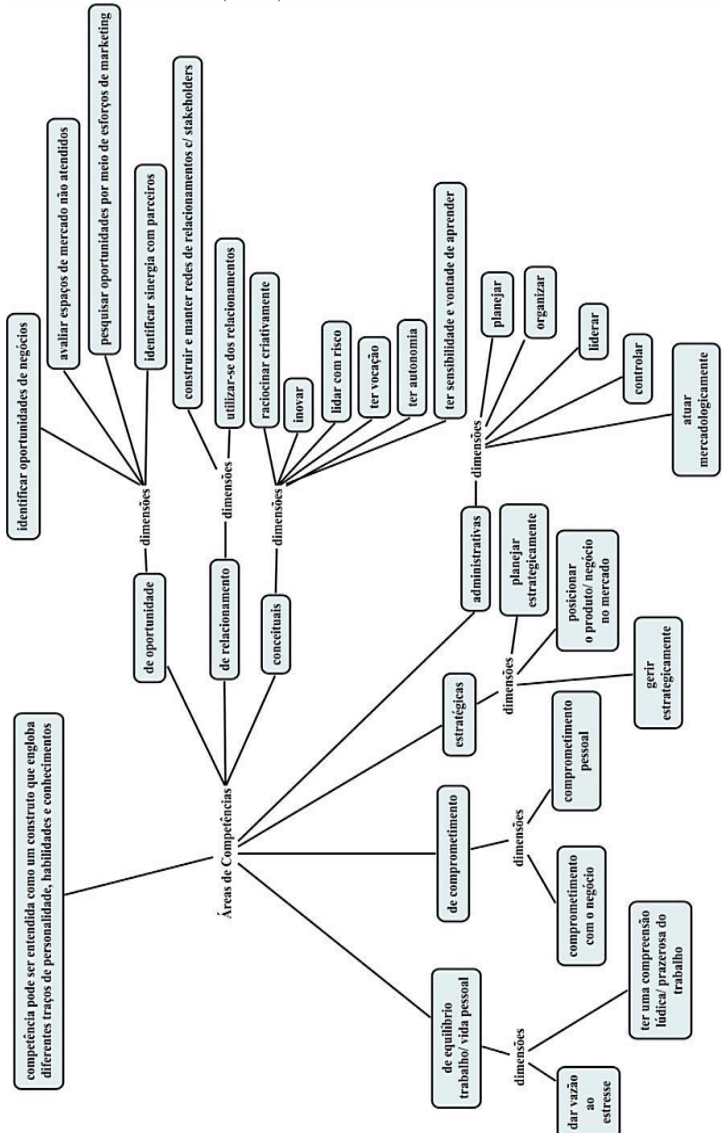 competência pode ser entendida como um construto que engloba
diferentes traços de personalidade, habilidades e conhecimentos
Áreas de Competências
de equilíbrio
trabalho/ vida pessoal
dimensões
dar vazão
ao
estresse
ter uma compreensão
lúdica/ prazerosa do
trabalho
de comprometimento
dimensões
comprometimento
com o negócio
comprometimento
pessoal
estratégicas
dimensões
gerir
estrategicamente
posicionar
o produto/ negócio
no mercado
planejar
estrategicamente
administrativas
dimensões
atuar
mercadologicamente
controlar
liderar
organizar
planejar
conceituais
dimensões
raciocinar criativamente
inovar
lidar com risco
ter vocação
ter autonomia
ter sensibilidade e vontade de aprender
de relacionamento
dimensões
construir e manter redes de relacionamentos c/ stakeholders
utilizar-se dos relacionamentos
de oportunidade
dimensões
identificar oportunidades de negócios
avaliar espaços de mercado não atendidos
pesquisar oportunidades por meio de esforços de marketing
identificar sinergia com parceiros